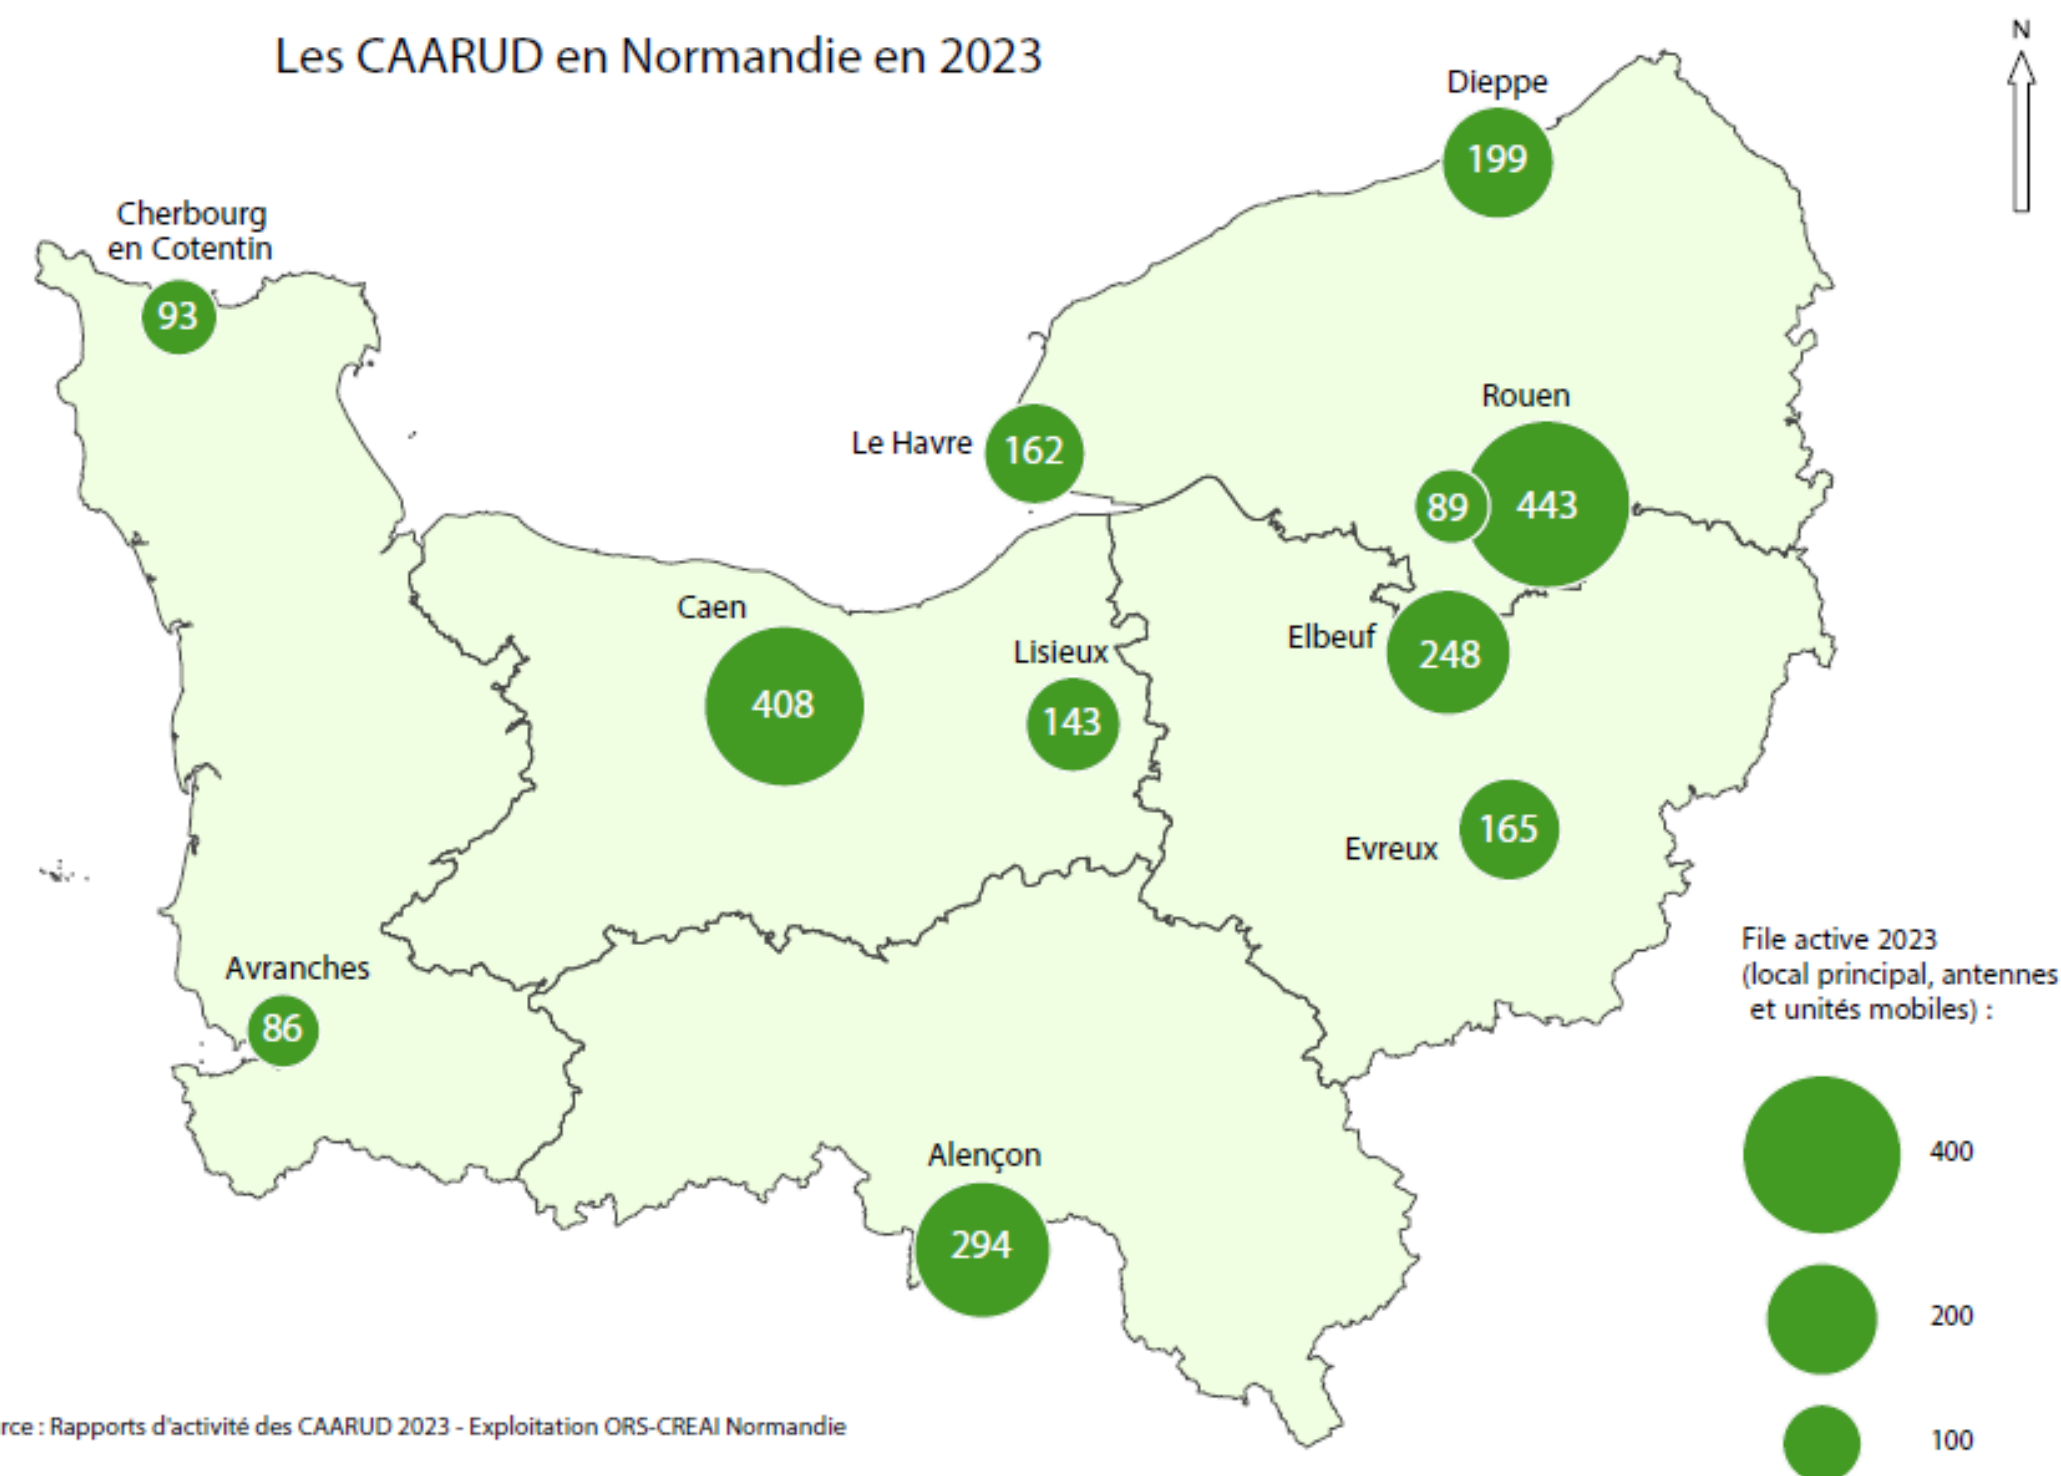 Les CAARUD en Normandie en 2023
N
Dieppe
199
Cherbourg
en Cotentin
93
Rouen
Le Havre
162
89
443
Caen
408
Lisieux
143
Elbeuf
248
Evreux
165
Avranches
86
Alençon
294
File active 2023
(local principal, antennes
et unités mobiles) :
400
200
100
rce : Rapports d'activité des CAARUD 2023 - Exploitation ORS-CREAI Normandie